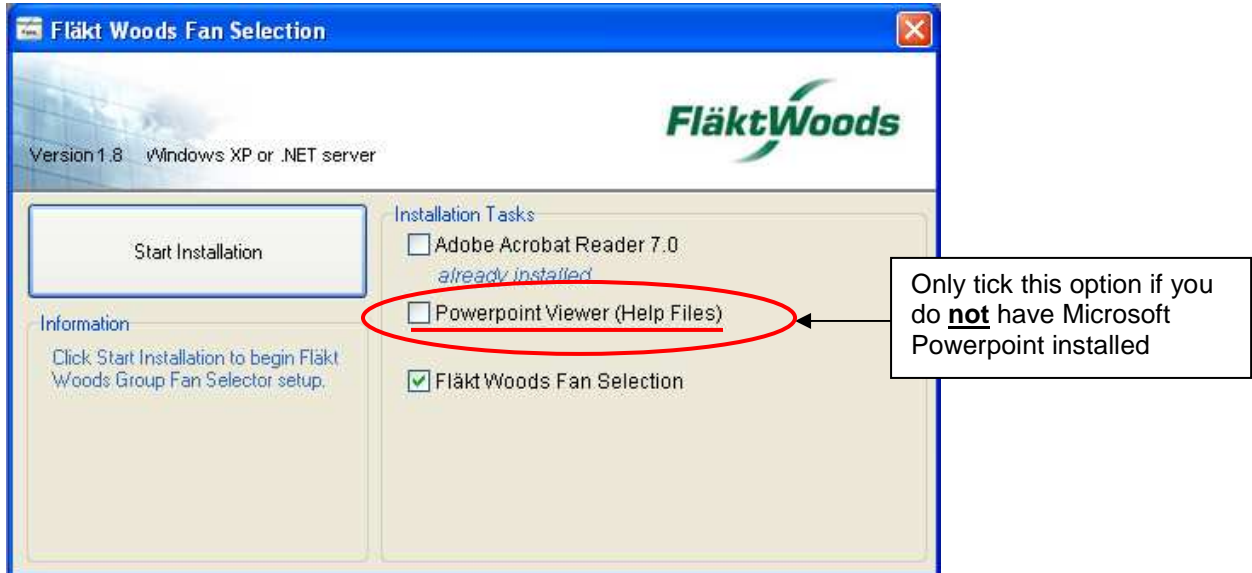 Fläkt Woods Fan Selection
FläktWoods
Version 1.8 Windows XP or .NET server
Start Installation
Information
Click Start Installation to begin Fläkt
Woods Group Fan Selector setup.
Installation Tasks
Adobe Acrobat Reader 7.0
already installed
Powerpoint Viewer (Help Files)
Fläkt Woods Fan Selection
Only tick this option if you
do not have Microsoft
Powerpoint installed